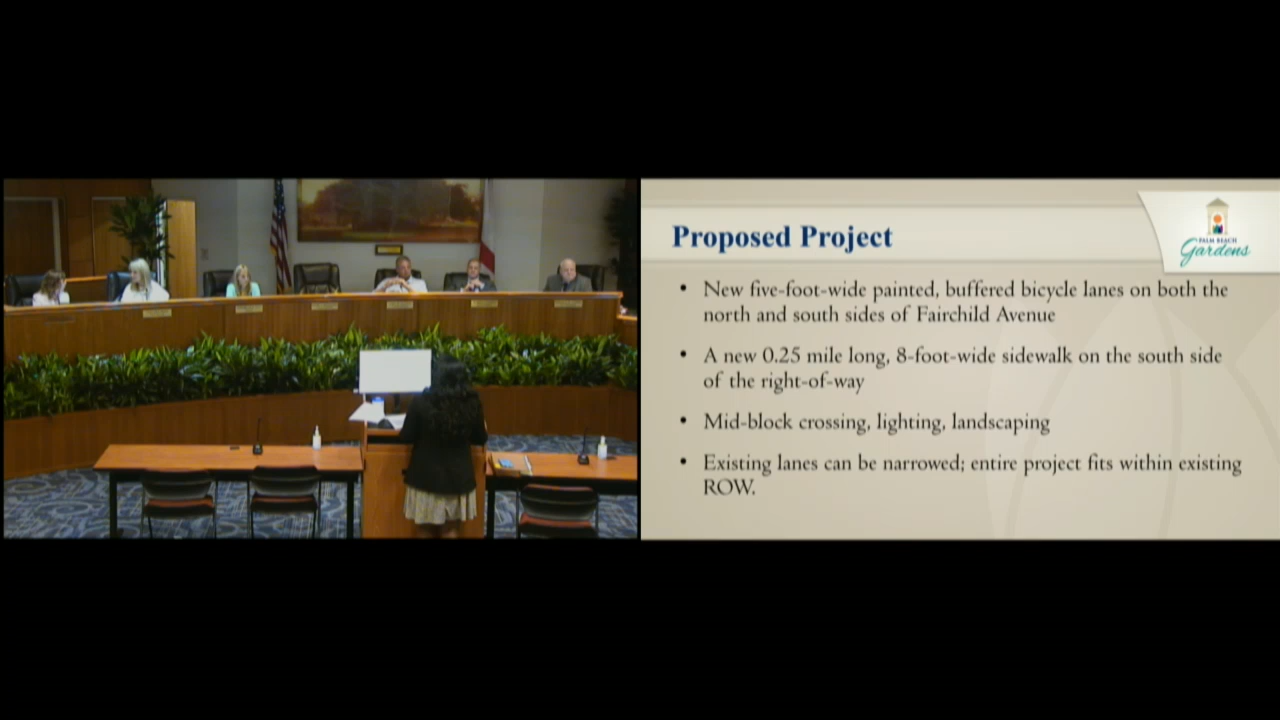 Proposed Project
PALM BEACH
Gardens
• New five-foot-wide painted, buffered bicycle lanes on both the
north and south sides of Fairchild Avenue
• A new 0.25 mile long, 8-foot-wide sidewalk on the south side
of the right-of-way
• Mid-block crossing, lighting, landscaping
• Existing lanes can be narrowed; entire project fits within existing
ROW.